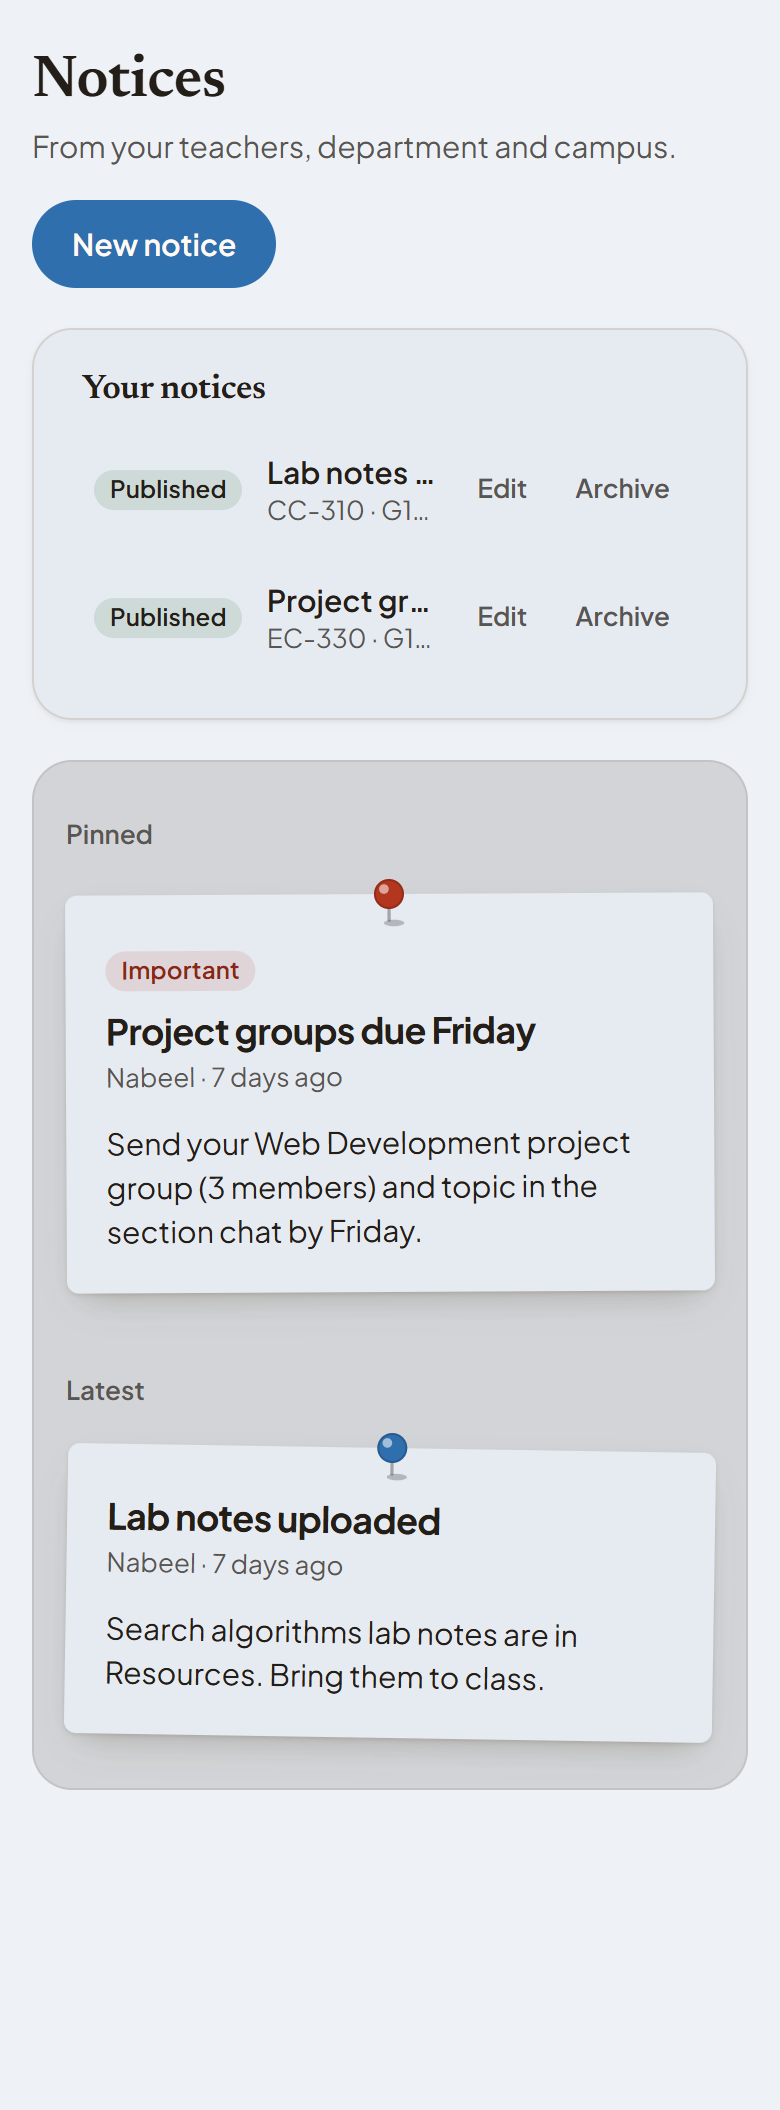 Notices
From your teachers, department and campus.
New notice
Your notices
Published
Lab notes ...
CC-310 · G1...
Edit
Archive
Published
Project gr...
EC-330 · G1...
Edit
Archive
Pinned
Important
Project groups due Friday
Nabeel · 7 days ago
Send your Web Development project
group (3 members) and topic in the
section chat by Friday.
Latest
Lab notes uploaded
Nabeel · 7 days ago
Search algorithms lab notes are in
Resources. Bring them to class.